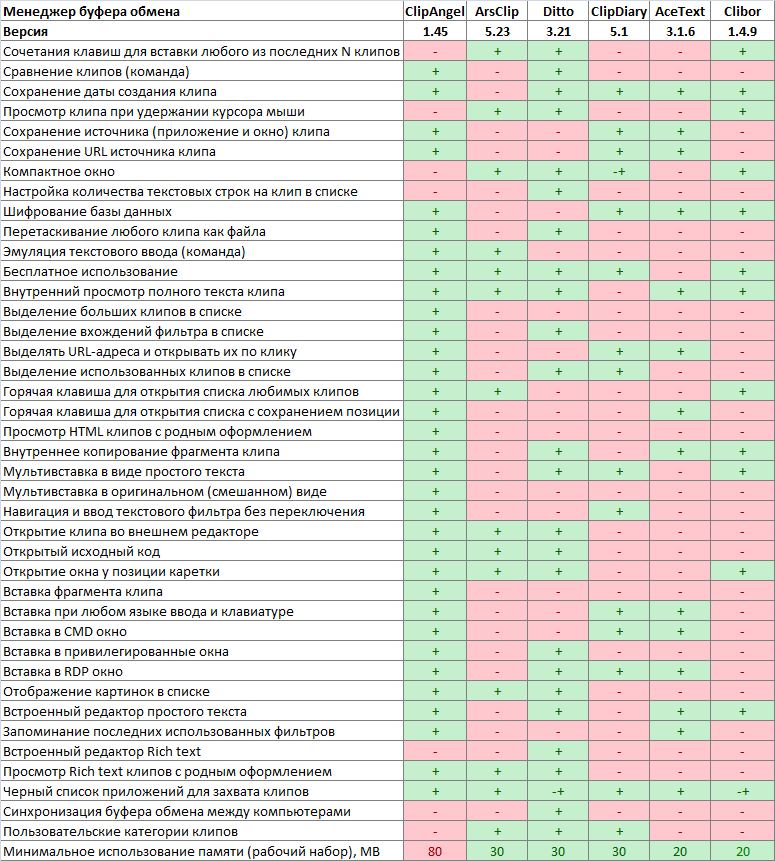 Менеджер буфера обмена ClipAngel ArsClip Ditto ClipDiary AceText Clibor
Версия 1.45 5.23 3.21 5.1 3.1.6 1.4.9
Сочетания клавиш для вставки любого из последних N клипов - + + - - +
Сравнение клипов (команда) + - + - - -
Сохранение даты создания клипа + - + + + +
Просмотр клипа при удержании курсора мыши - + + - - +
Сохранение источника (приложение и окно) клипа + - - + + -
Сохранение URL источника клипа + - - + + -
Компактное окно - + + -+ - +
Настройка количества текстовых строк на клип в списке - - + - - -
Шифрование базы данных + - - + + +
Перетаскивание любого клипа как файла + - + - - -
Эмуляция текстового ввода (команда) + + - - - -
Бесплатное использование + + + + - +
Внутренний просмотр полного текста клипа + + + - + +
Выделение больших клипов в списке + - - - - -
Выделение вхождений фильтра в списке + - + - - -
Выделять URL-адреса и открывать их по клику + - - + + -
Выделение использованных клипов в списке + - + + - -
Горячая клавиша для открытия списка любимых клипов + + - - - +
Горячая клавиша для открытия списка с сохранением позиции + - - - + -
Просмотр HTML клипов с родным оформлением + - - - - -
Внутреннее копирование фрагмента клипа + - + - + +
Мультивставка в виде простого текста + - + + - +
Мультивставка в оригинальном (смешанном) виде + - - - - -
Навигация и ввод текстового фильтра без переключения + - - + - -
Открытие клипа во внешнем редакторе + + + - - -
Открытый исходный код + + + - - -
Открытие окна у позиции каретки + + + - - +
Вставка фрагмента клипа + - - - - -
Вставка при любом языке ввода и клавиатуре + - - + + -
Вставка в CMD окно + - - + + -
Вставка в привилегированные окна + - + - - -
Вставка в RDP окно + - + + + -
Отображение картинок в списке + + + - - -
Встроенный редактор простого текста + - + - + +
Запоминание последних использованных фильтров + - - - + -
Встроенный редактор Rich text - - + - - -
Просмотр Rich text клипов с родным оформлением + + + - - -
Черный список приложений для захвата клипов + + -+ + + -+
Синхронизация буфера обмена между компьютерами - - + - - -
Пользовательские категории клипов - + + + - -
Минимальное использование памяти (рабочий набор), МВ 80 30 30 30 20 20